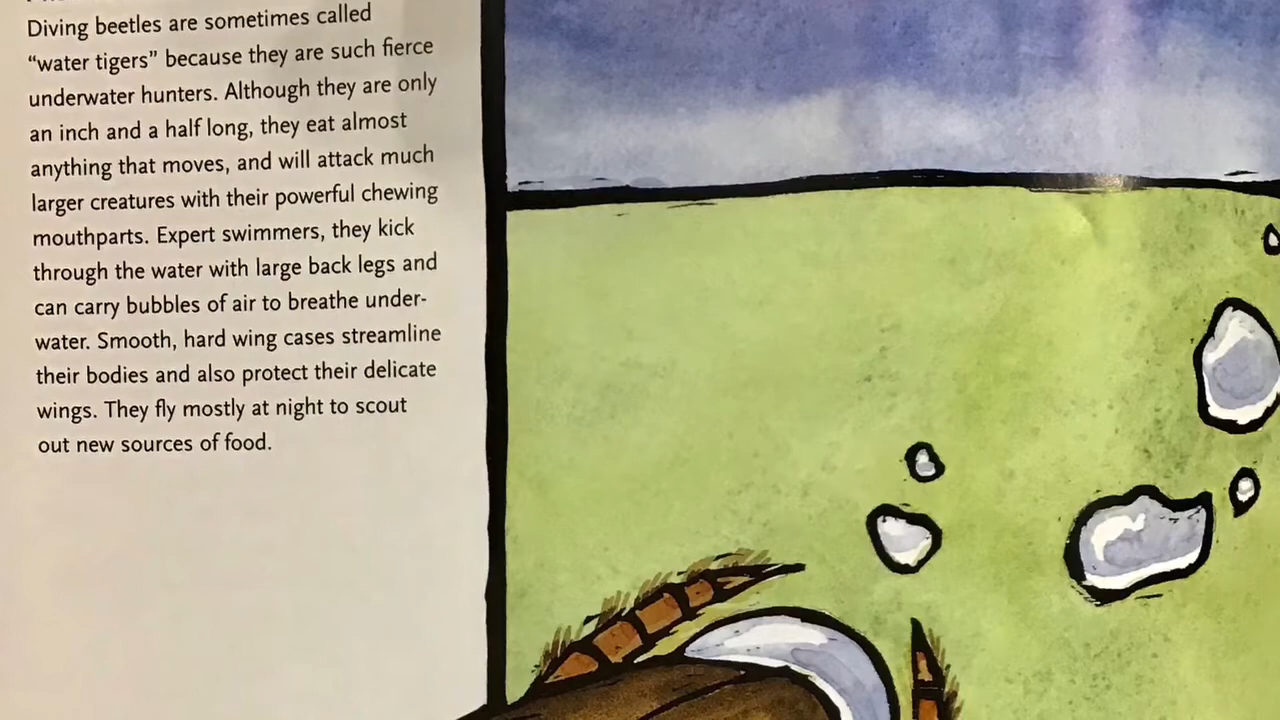 Diving beetles are sometimes called
“water tigers” because they are such fierce
underwater hunters. Although they are only
an inch and a half long, they eat almost
anything that moves, and will attack much
larger creatures with their powerful chewing
mouthparts. Expert swimmers, they kick
through the water with large back legs and
can carry bubbles of air to breathe under-
water. Smooth, hard wing cases streamline
their bodies and also protect their delicate
wings. They fly mostly at night to scout
out new sources of food.